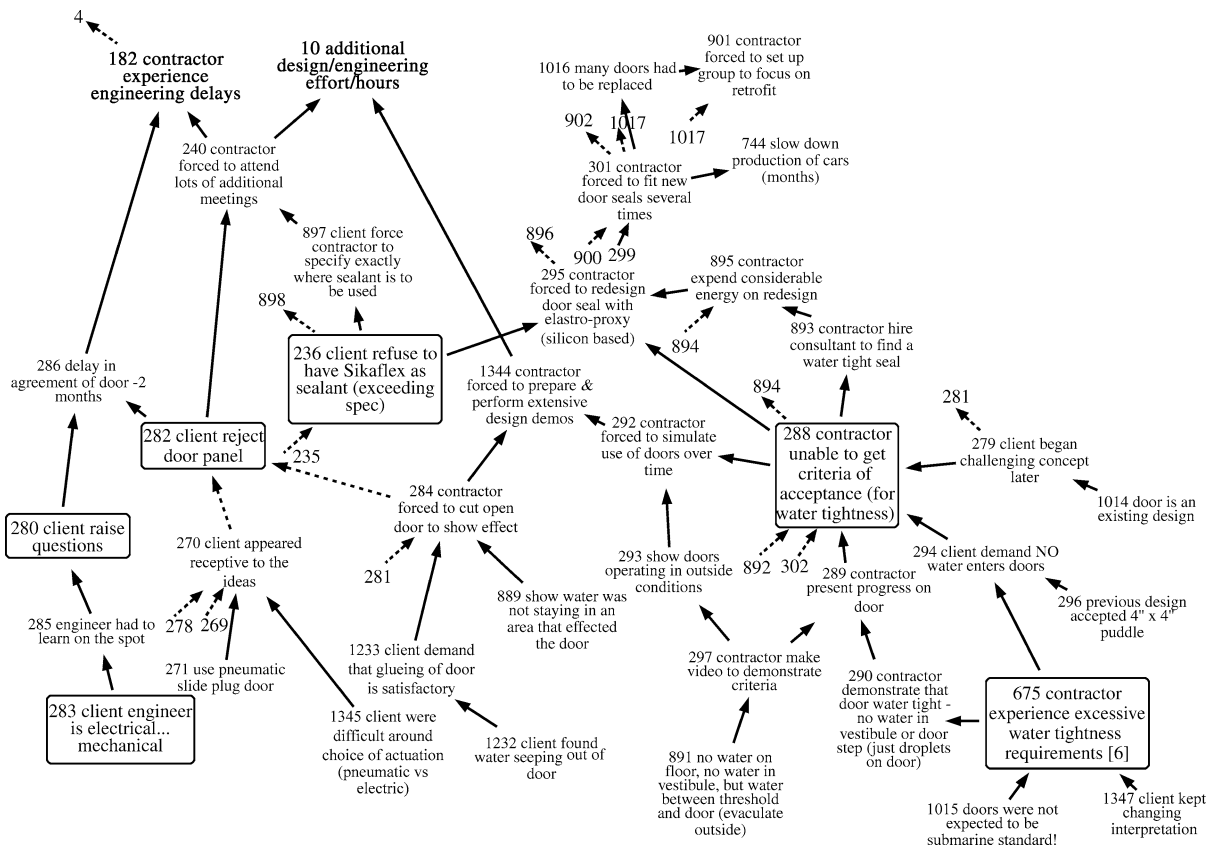 4
182 contractor
experience
engineering delays
10 additional
design/engineering
effort/hours
901 contractor
forced to set up
group to focus on
retrofit
1016 many doors had
to be replaced
902
1017
1017
240 contractor
forced to attend
lots of additional
meetings
744 slow down
production of cars
(months)
301 contractor
forced to fit new
door seals several
times
897 client force
contractor to
specify exactly
where sealant is to
be used
896
900
299
295 contractor
forced to redesign
door seal with
elastro-proxy
(silicon based)
895 contractor
expend considerable
energy on redesign
898
894
893 contractor hire
consultant to find a
water tight seal
236 client refuse to
have Sikaflex as
sealant (exceeding
spec)
286 delay in
agreement of door -2
months
1344 contractor
forced to prepare &
perform extensive
design demos
894
281
282 client reject
door panel
235
292 contractor
forced to simulate
use of doors over
time
288 contractor
unable to get
criteria of
acceptance (for
water tightness)
279 client began
challenging concept
later
1014 door is an
existing design
284 contractor
forced to cut open
door to show effect
280 client raise
questions
270 client appeared
receptive to the
ideas
281
293 show doors
operating in outside
conditions
892
302
289 contractor
present progress on
door
294 client demand NO
water enters doors
296 previous design
accepted 4" x 4"
puddle
889 show water was
not staying in an
area that effected
the door
285 engineer had to
learn on the spot
278
269
271 use pneumatic
slide plug door
1233 client demand
that glueing of door
is satisfactory
297 contractor make
video to demonstrate
criteria
290 contractor
demonstrate that
door water tight -
no water in
vestibule or door
step (just droplets
on door)
675 contractor
experience excessive
water tightness
requirements [6]
283 client engineer
is electrical...
mechanical
1345 client were
difficult around
choice of actuation
(pneumatic vs
electric)
1232 client found
water seeping out of
door
891 no water on
floor, no water in
vestibule, but water
between threshold
and door (evaculate
outside)
1015 doors were not
expected to be
submarine standard!
1347 client kept
changing
interpretation